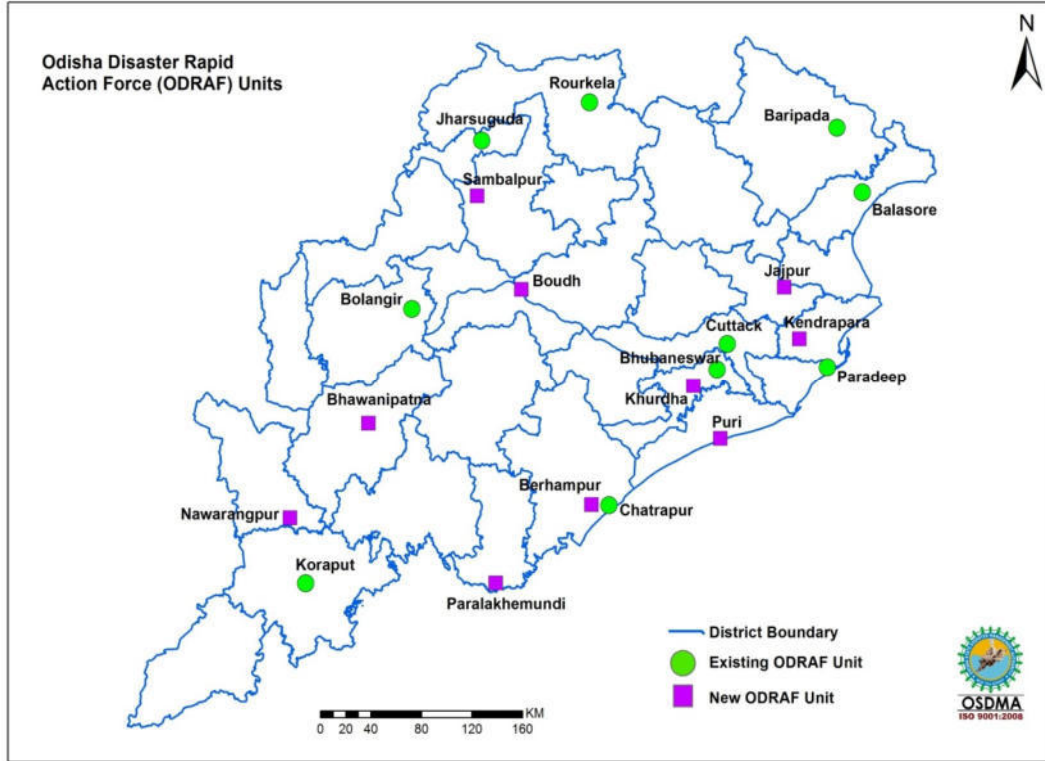 N
Odisha Disaster Rapid
Action Force (ODRAF) Units
Rourkela
Baripada
Jharsuguda
Sambalpur
Balasore
Jajpur
Boudh
Bolangir
Kendrapara
Cuttack
Bhubaneswar
Paradeep
Khurdha
Bhawanipatna
Puri
Berhampur
Chatrapur
Nawarangpur
Koraput
Paralakhemundi
District Boundary
Existing ODRAF Unit
New ODRAF Unit
KM
0 20 40 80 120 160
OSDMA
ISO 9001:2008